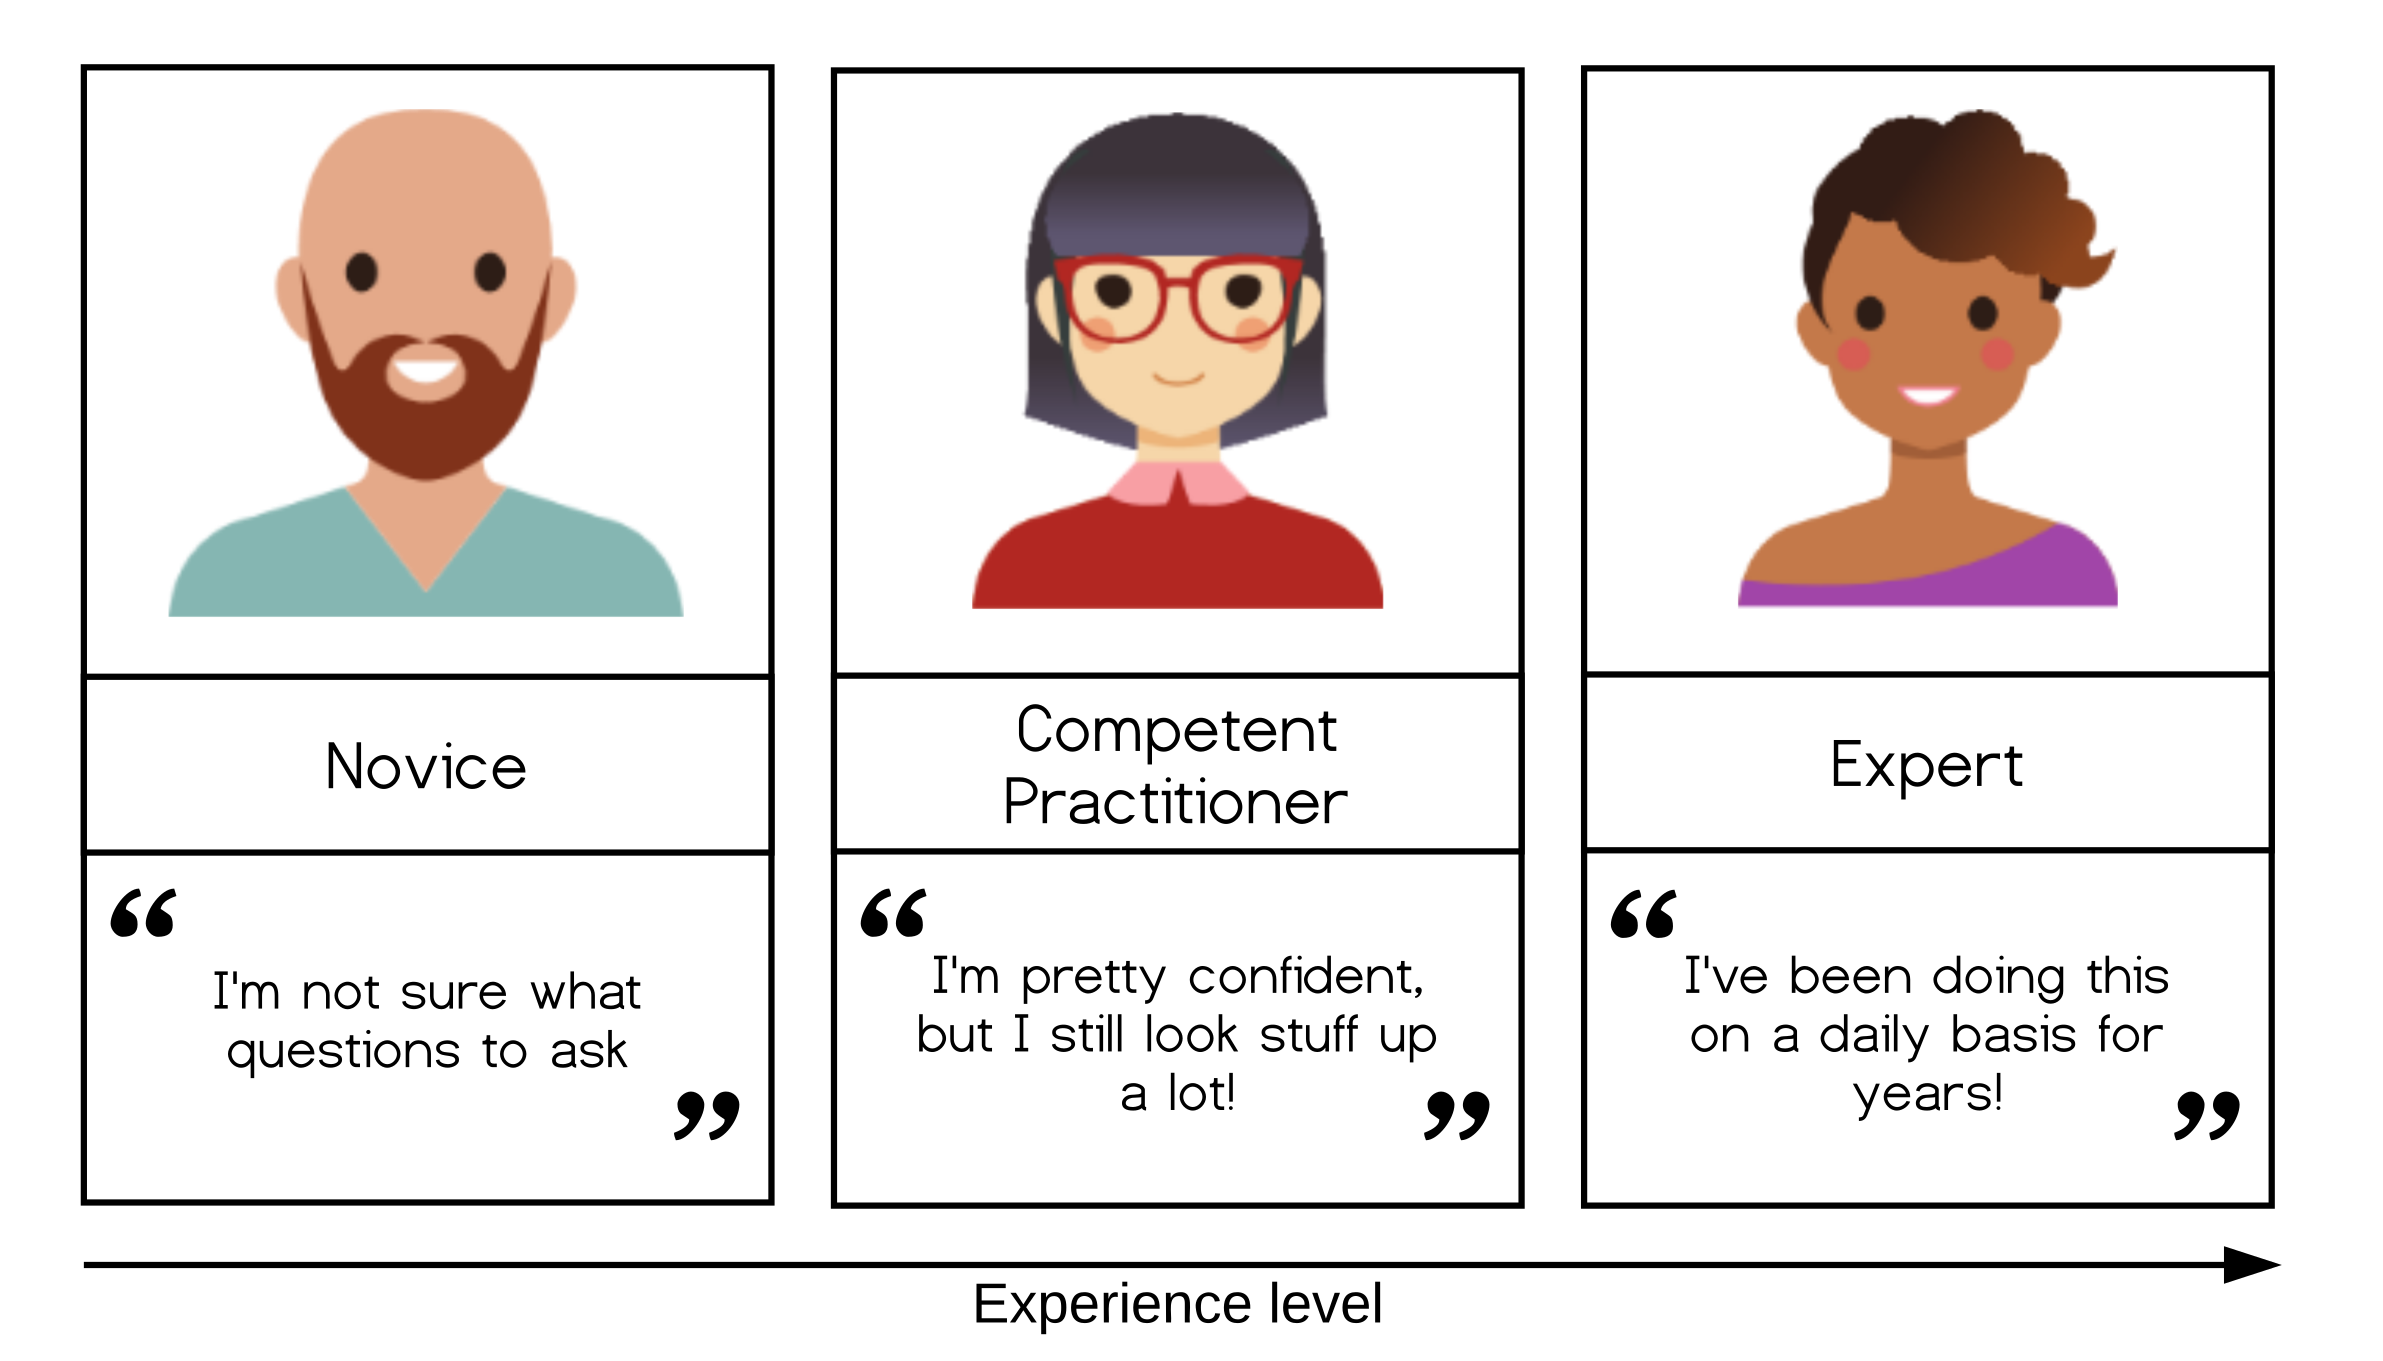 Novice
“
I'm not sure what
questions to ask
”
Competent
Practitioner
“
I'm pretty confident,
but I still look stuff up
a lot!
”
Expert
“
I've been doing this
on a daily basis for
years!
”
Experience level